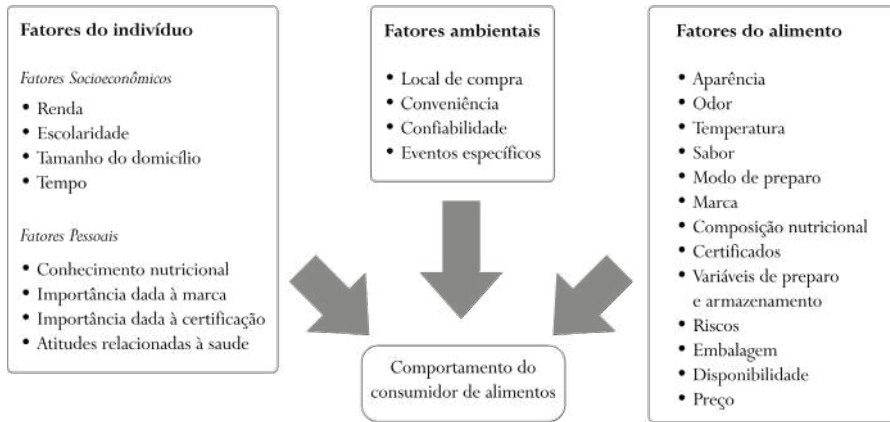 Fatores do indivíduo
Fatores Socioeconômicos
• Renda
• Escolaridade
• Tamanho do domicílio
• Tempo
Fatores Pessoais
• Conhecimento nutricional
• Importância dada à marca
• Importância dada à certificação
• Atitudes relacionadas à saude
Fatores ambientais
• Local de compra
• Conveniência
• Confiabilidade
• Eventos específicos
Fatores do alimento
• Aparência
• Odor
• Temperatura
• Sabor
• Modo de preparo
• Marca
• Composição nutricional
• Certificados
• Variáveis de preparo
e armazenamento
• Riscos
• Embalagem
• Disponibilidade
• Preço
Comportamento do
consumidor de alimentos